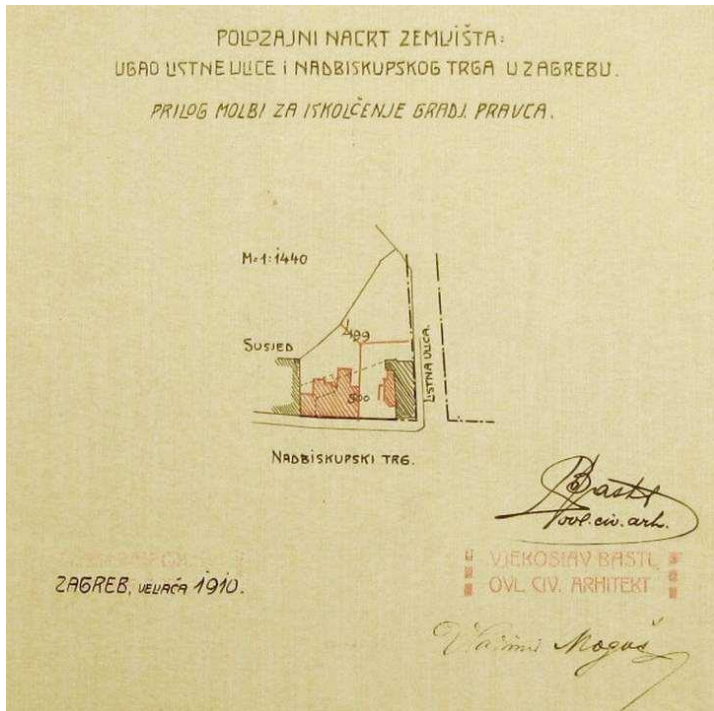 POLOŽAJNI NACRT ZEMLJIŠTA:
UGAO LISTNE ULICE i NADBISKUPSKOG TRGA U ZAGREBU.
PRILOG MOLBI ZA ISKOLČENJE GRADJ. PRAVCA.
M=1:1440
499
SUSJED
LISTNA ULICA.
500
NADBISKUPSKI TRG.
Bastl
ovl. civ. arh.
VJEKOSLAV BASTL
OVL. CIV. ARHITEKT
ZAGREB, VELJAČA 1910.